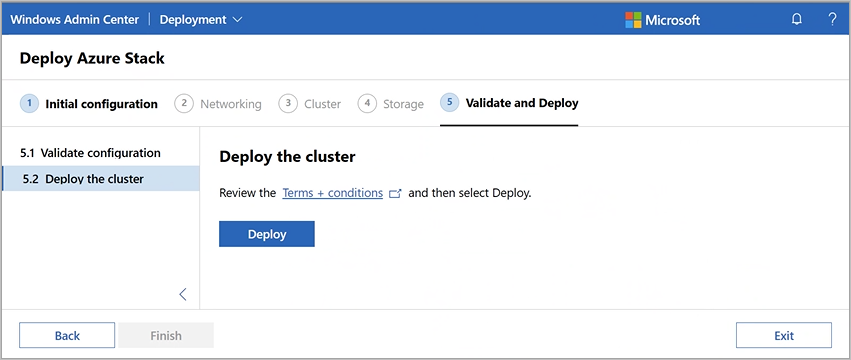 Windows Admin Center | Deployment Microsoft ?
Deploy Azure Stack
1 Initial configuration 2 Networking 3 Cluster 4 Storage 5 Validate and Deploy
5.1 Validate configuration
5.2 Deploy the cluster
Deploy the cluster
Review the Terms + conditions and then select Deploy.
Deploy
Back Finish Exit